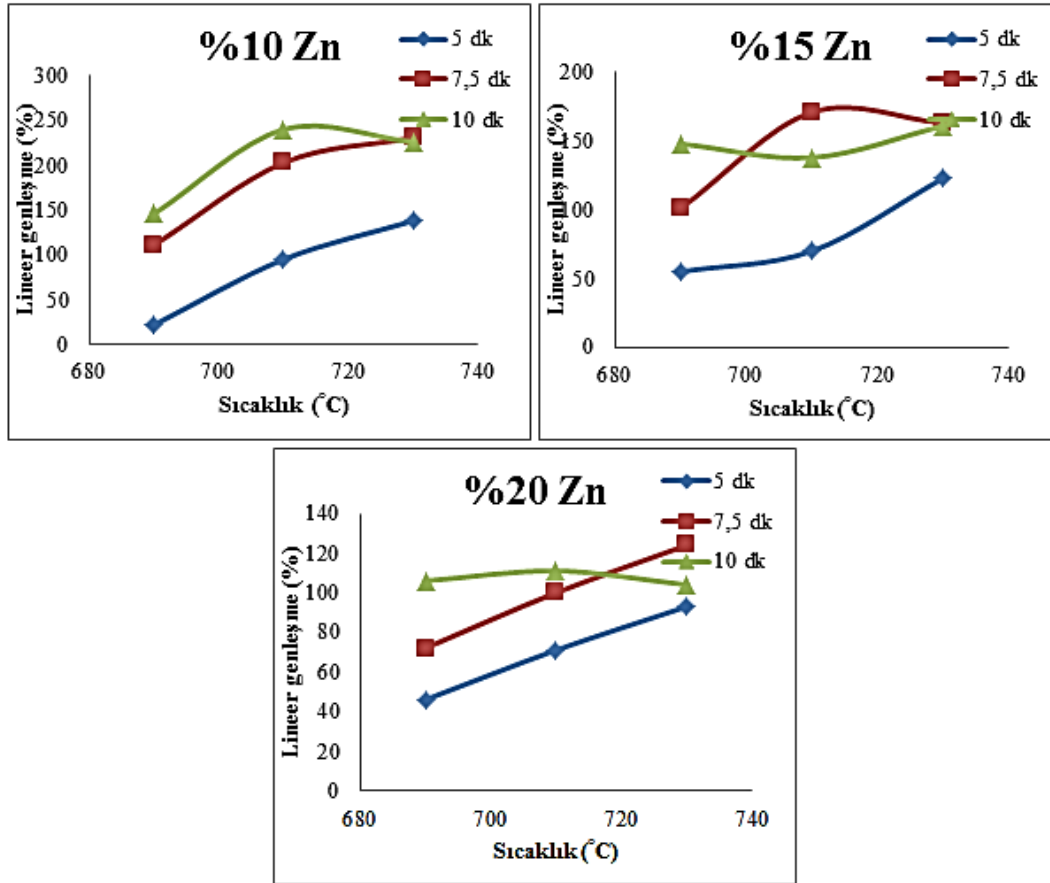 %10 Zn
5 dk
7,5 dk
10 dk
Lineer genleşme (%)
300
250
200
150
100
50
0
680
700
720
740
Sıcaklık (°C)
%15 Zn
5 dk
7,5 dk
10 dk
Lineer genleşme (%)
200
150
100
50
0
680
700
720
740
Sıcaklık (°C)
%20 Zn
5 dk
7,5 dk
10 dk
Lineer genleşme (%)
140
120
100
80
60
40
20
0
680
700
720
740
Sıcaklık (°C)